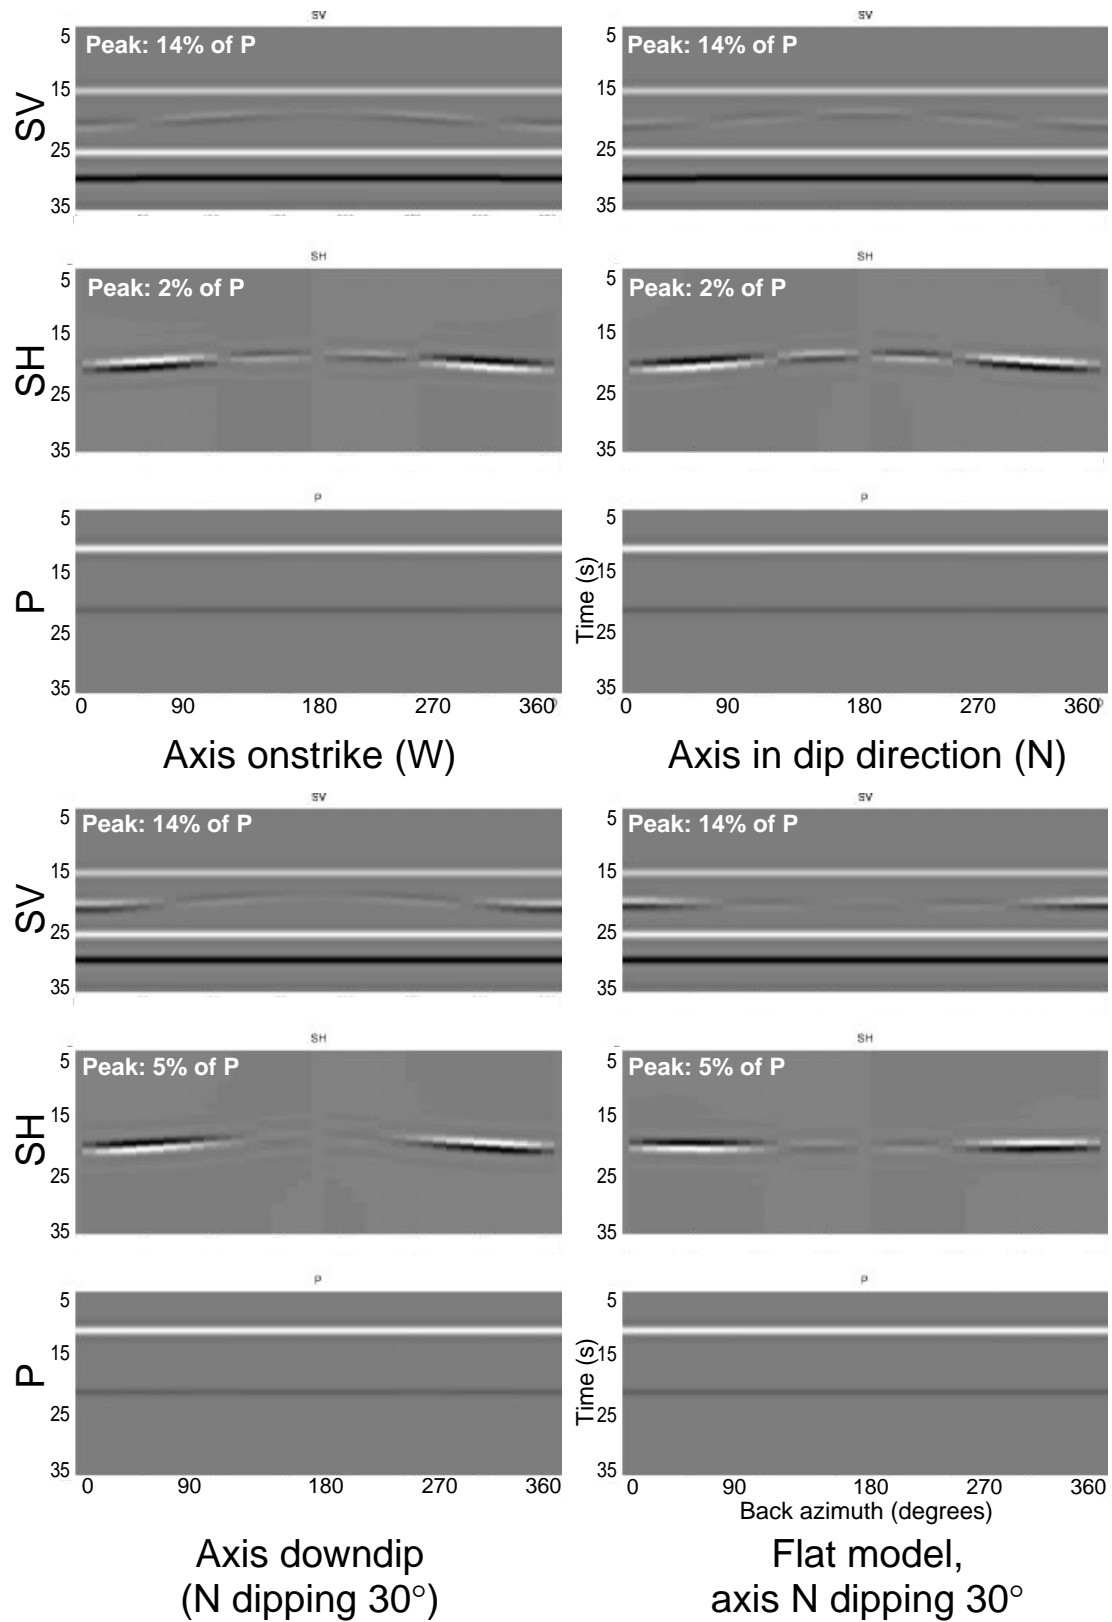 SV SV
5 Peak: 14% of P 5 Peak: 14% of P
15 15
SV
25 25
35 35
SH SH
5 Peak: 2% of P 5 Peak: 2% of P
15 15
SH
25 25
35 35
P P
5 5
15 15
P Time (s)
25 25
35 35
0 90 180 270 360 0 90 180 270 360
Axis onstrike (W) Axis in dip direction (N)
SV SV
5 Peak: 14% of P 5 Peak: 14% of P
15 15
SV
25 25
35 35
SH SH
5 Peak: 5% of P 5 Peak: 5% of P
15 15
SH
25 25
35 35
P P
5 5
15 15
P Time (s)
25 25
35 35
0 90 180 270 360 0 90 180 270 360
Back azimuth (degrees)
Axis downdip Flat model,
(N dipping 30°) axis N dipping 30°